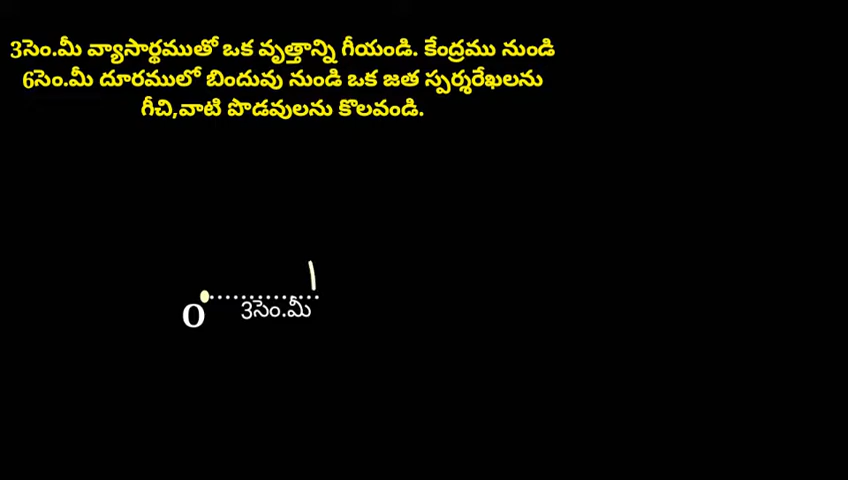 3సెం.మీ వ్యాసార్థముతో ఒక వృత్తాన్ని గీయండి. కేంద్రము నుండి
6సెం.మీ దూరములో బిందువు నుండి ఒక జత స్పర్శరేఖలను
గీచి,వాటి పొడవులను కొలవండి.
3సెం.మీ
O